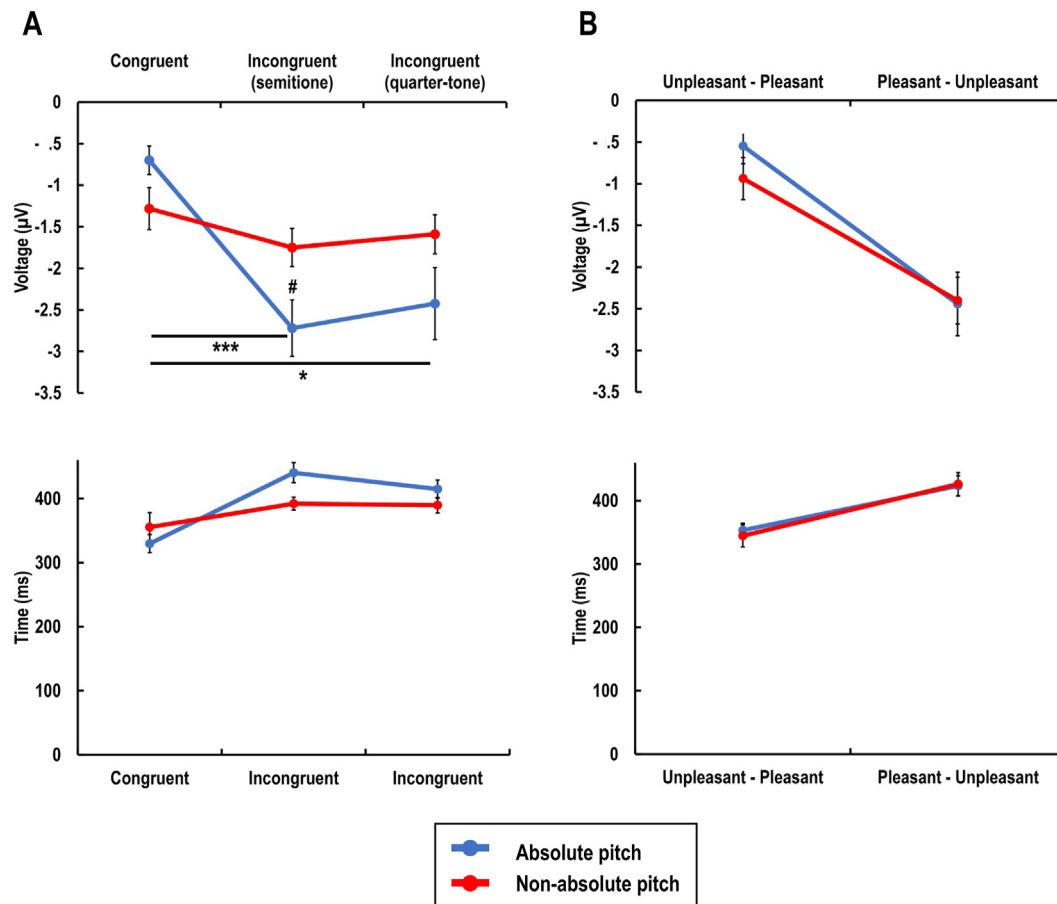 A
B
Congruent
Incongruent
(semitione)
Incongruent
(quarter-tone)
Unpleasant - Pleasant
Pleasant - Unpleasant
0
- .5
-1
-1.5
-2
-2.5
-3
-3.5
Voltage (µV)
#
***
*
0
- .5
-1
-1.5
-2
-2.5
-3
-3.5
Voltage (µV)
400
300
200
100
0
Time (ms)
Congruent
Incongruent
Incongruent
400
300
200
100
0
Time (ms)
Unpleasant - Pleasant
Pleasant - Unpleasant
Absolute pitch
Non-absolute pitch